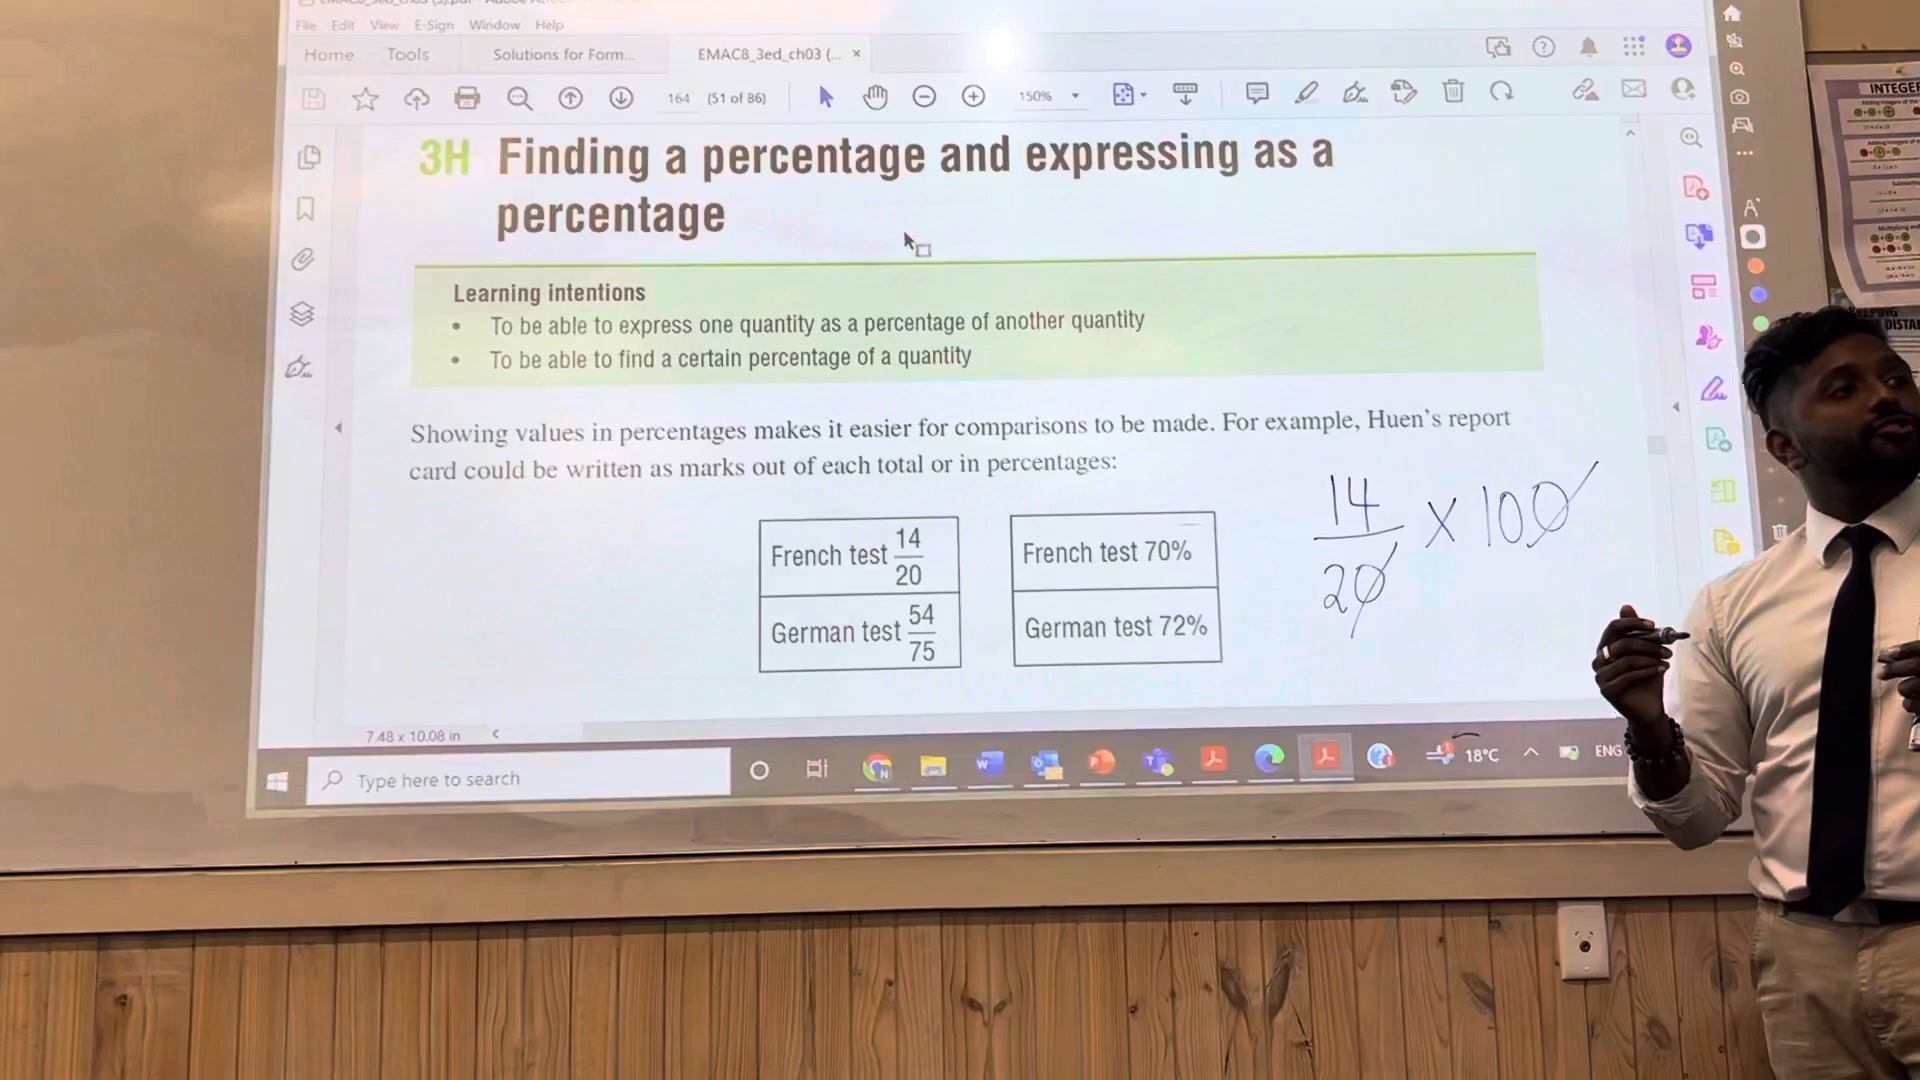 File Edit View E-Sign Window Help
Home Tools Solutions for Form... EMAC8_3ed_ch03 (... ×
164 (51 of 86) 150%
3H Finding a percentage and expressing as a
percentage
Learning intentions
• To be able to express one quantity as a percentage of another quantity
• To be able to find a certain percentage of a quantity
Showing values in percentages makes it easier for comparisons to be made. For example, Huen's report
card could be written as marks out of each total or in percentages:
French test 14/20
German test 54/75
French test 70%
German test 72%
14/20 × 100
7.48 x 10.08 in
Type here to search
18°C ENG
INTEGER
DISTAN